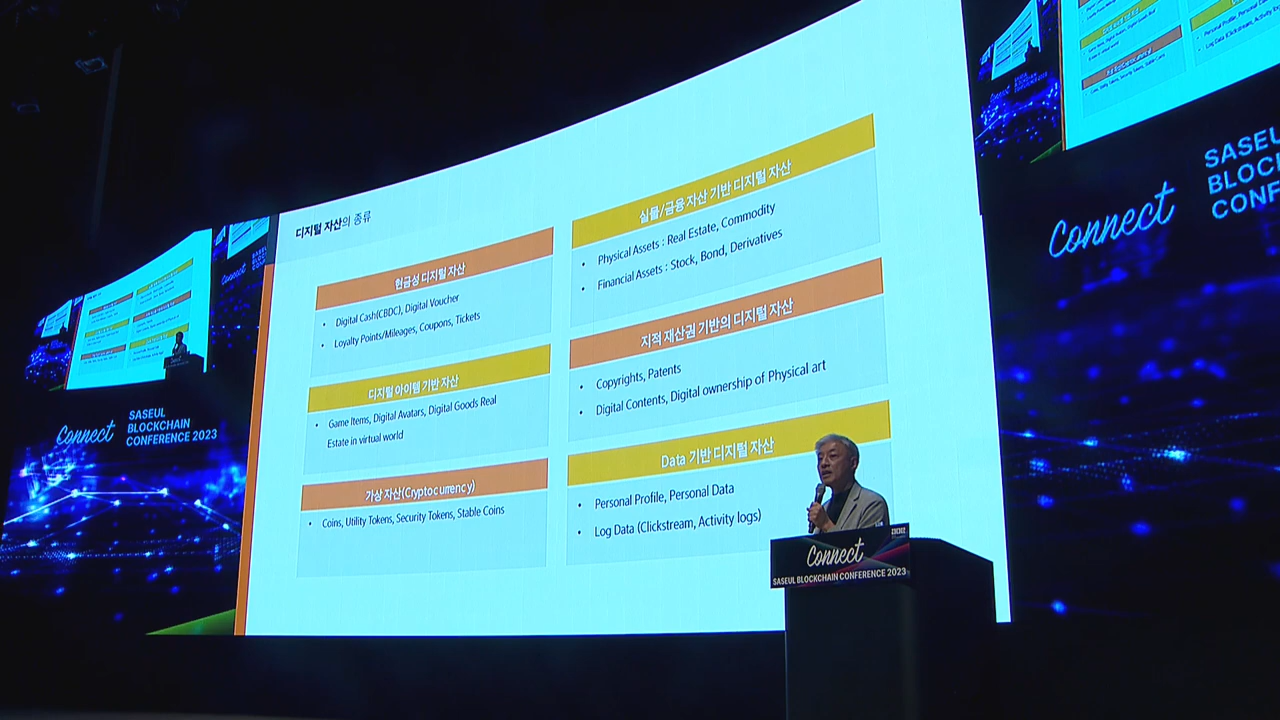 디지털 자산의 종류
현금성 디지털 자산
• Digital Cash(CBDC), Digital Voucher
• Loyalty Points/Mileages, Coupons, Tickets
디지털 아이템 기반 자산
• Game Items, Digital Avatars, Digital Goods Real
Estate in virtual world
가상 자산(Cryptocurrency)
• Coins, Utility Tokens, Security Tokens, Stable Coins
실물/금융 자산 기반 디지털 자산
• Physical Assets : Real Estate, Commodity
• Financial Assets : Stock, Bond, Derivatives
지적 재산권 기반의 디지털 자산
• Copyrights, Patents
• Digital Contents, Digital ownership of Physical art
Data 기반 디지털 자산
• Personal Profile, Personal Data
• Log Data (Clickstream, Activity logs)
Connect
SASEUL
BLOCKCHAIN
CONFERENCE 2023
Connect
SASEU
BLOCK
CONF
Connect
SASEUL BLOCKCHAIN CONFERENCE 2023